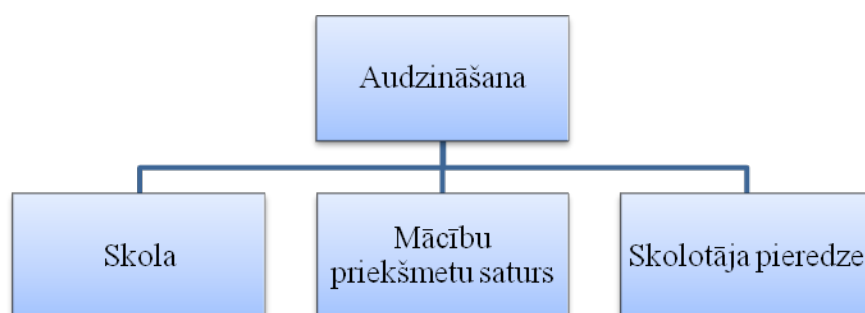 Audzināšana
Skola
Mācību
priekšmetu saturs
Skolotāja pieredze